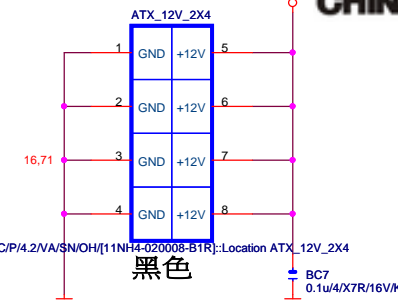 CHIN
ATX_12V_2X4
1 GND +12V 5
2 GND +12V 6
16,71 3 GND +12V 7
4 GND +12V 8
C/P/4.2/VA/SN/OH/[11NH4-020008-B1R]::Location ATX_12V_2X4
黑色
BC7
0.1u/4/X7R/16V/K